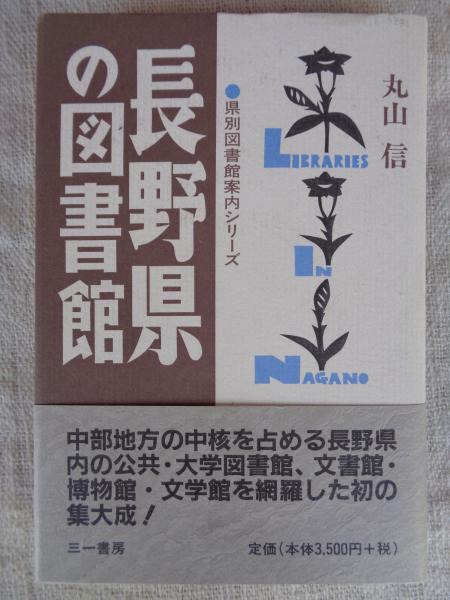 長野県
の図書館
●県別図書館案内シリーズ
丸山 信
LIBRARIES
IN
NAGANO
中部地方の中核を占める長野県
内の公共・大学図書館、文書館・
博物館・文学館を網羅した初の
集大成！
三一書房
定価（本体3,500円＋税）